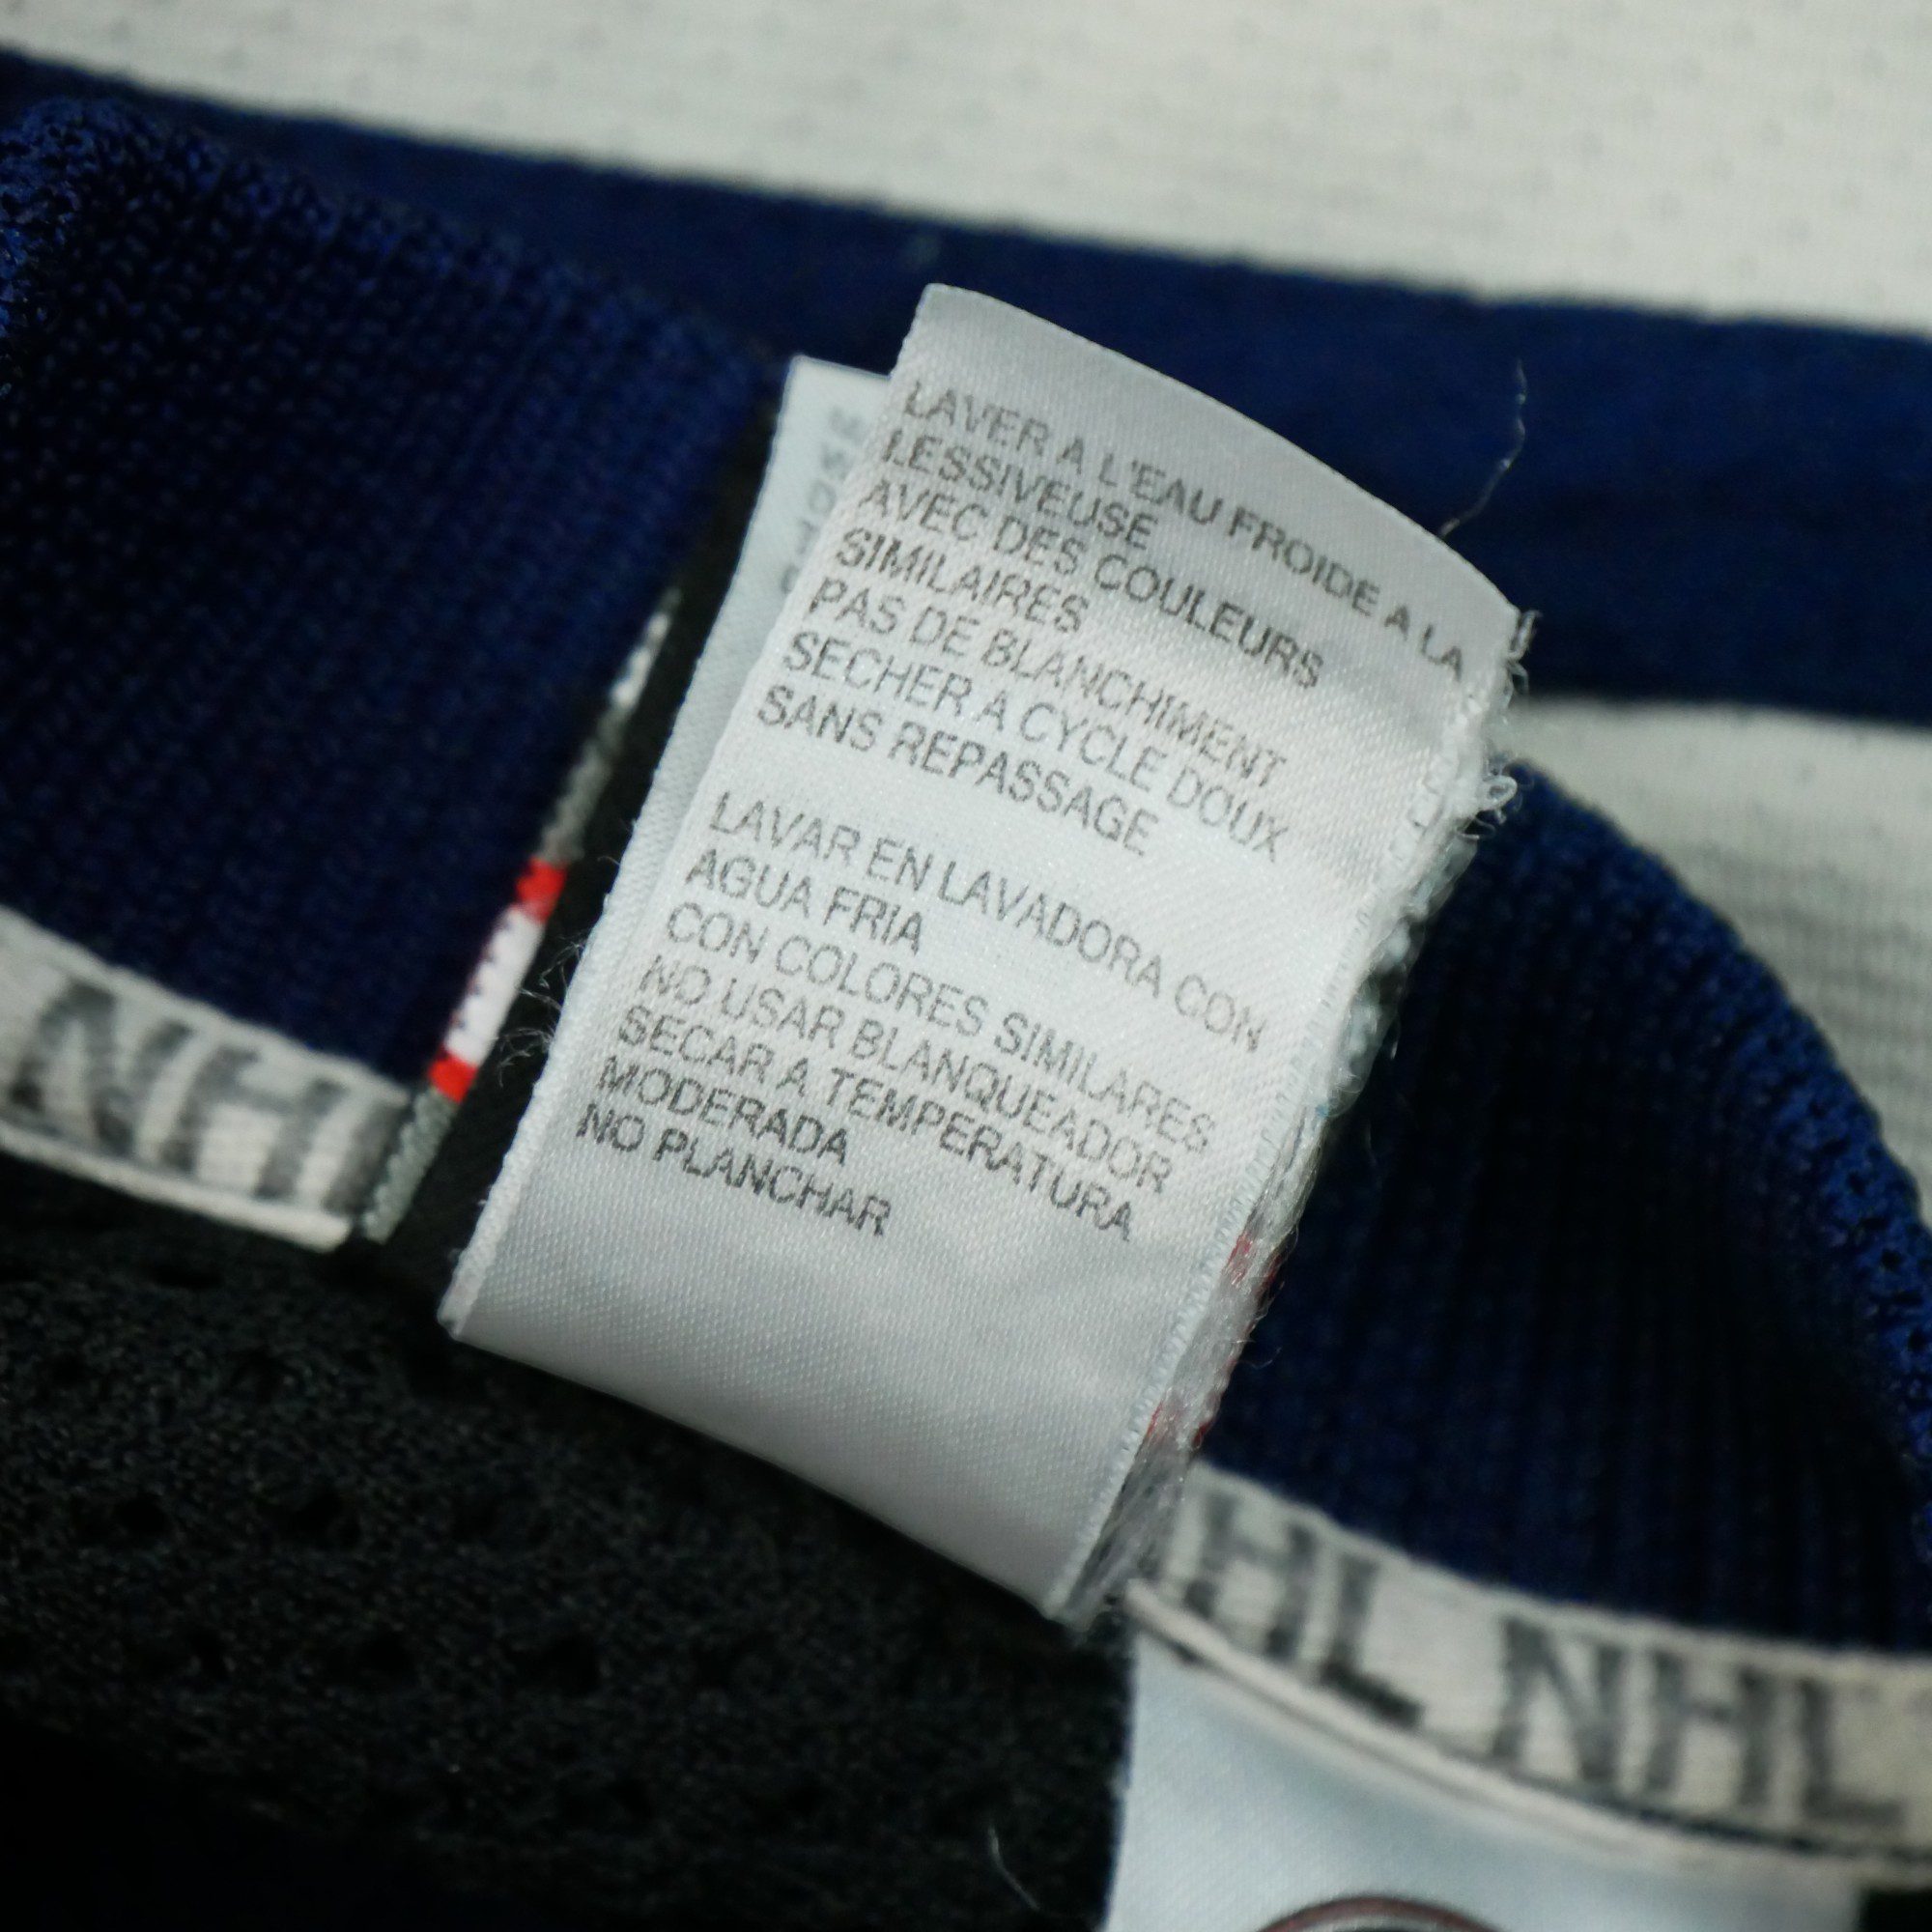 LAVER A L'EAU FROIDE A LA
LESSIVEUSE
AVEC DES COULEURS
SIMILAIRES
PAS DE BLANCHIMENT
SECHER A CYCLE DOUX
SANS REPASSAGE
LAVAR EN LAVADORA CON
AGUA FRIA
CON COLORES SIMILARES
NO USAR BLANQUEADOR
SECAR A TEMPERATURA
MODERADA
NO PLANCHAR
NHL
HL NHL